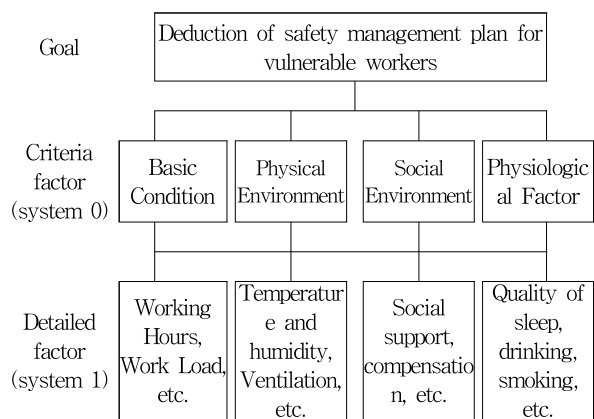 Goal
Deduction of safety management plan for
vulnerable workers
Criteria
factor
(system 0)
Basic
Condition
Physical
Environment
Social
Environment
Physiologic
al Factor
Detailed
factor
(system 1)
Working
Hours,
Work Load,
etc.
Temperatur
e and
humidity,
Ventilation,
etc.
Social
support,
compensatio
n, etc.
Quality of
sleep,
drinking,
smoking,
etc.